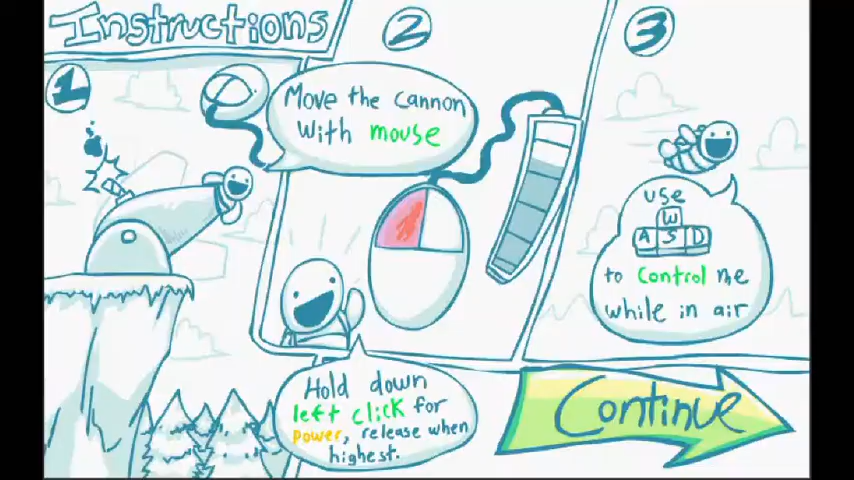 Instructions
1
Move the cannon
with mouse
2
Hold down
left click for
power, release when
highest.
3
use
W
A S D
to control me
while in air
Continue